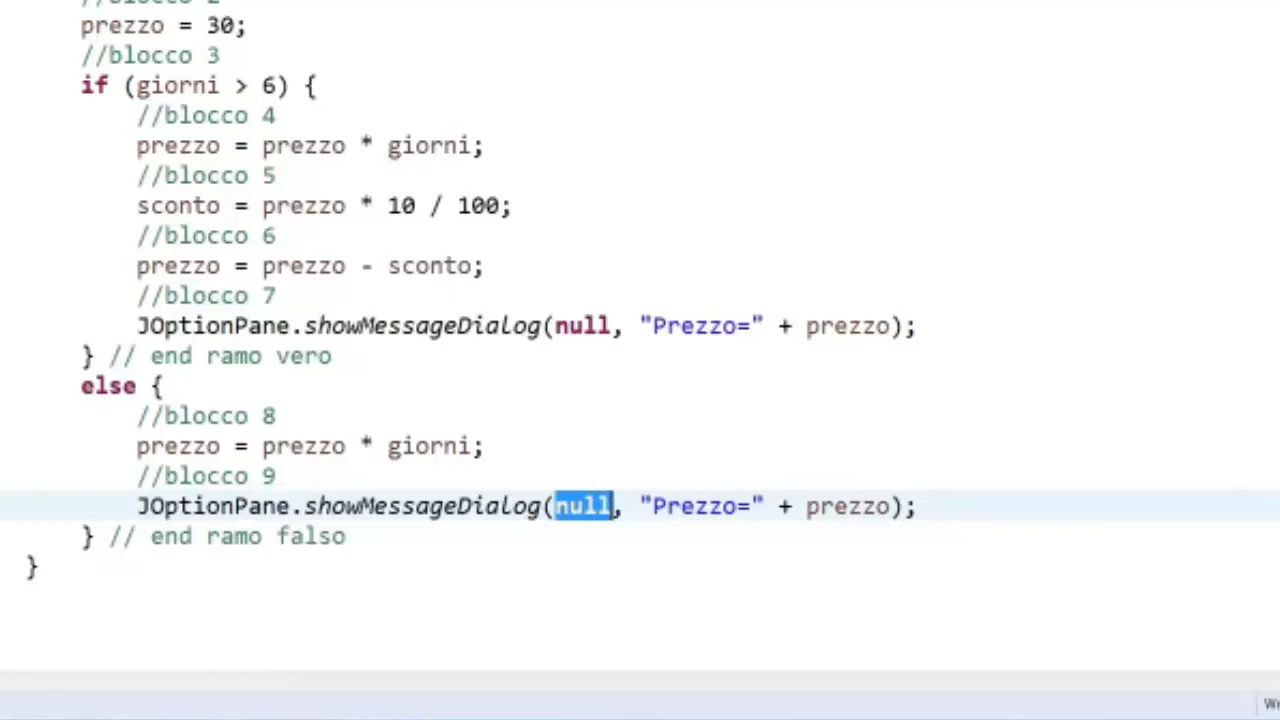 //blocco 2
prezzo = 30;
//blocco 3
if (giorni > 6) {
//blocco 4
prezzo = prezzo * giorni;
//blocco 5
sconto = prezzo * 10 / 100;
//blocco 6
prezzo = prezzo - sconto;
//blocco 7
JOptionPane.showMessageDialog(null, "Prezzo=" + prezzo);
} // end ramo vero
else {
//blocco 8
prezzo = prezzo * giorni;
//blocco 9
JOptionPane.showMessageDialog(null, "Prezzo=" + prezzo);
} // end ramo falso
}